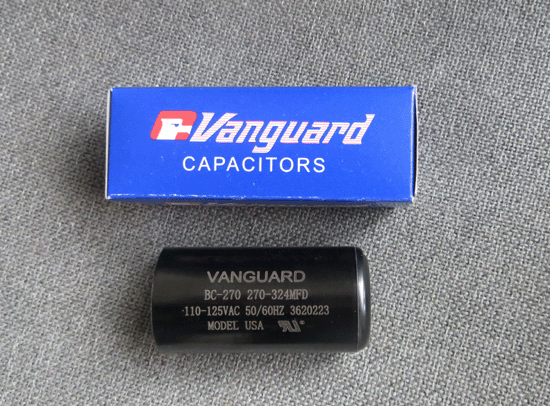 Vanguard
CAPACITORS
VANGUARD
BC-270 270-324MFD
110-125VAC 50/60HZ 3620223
MODEL USA